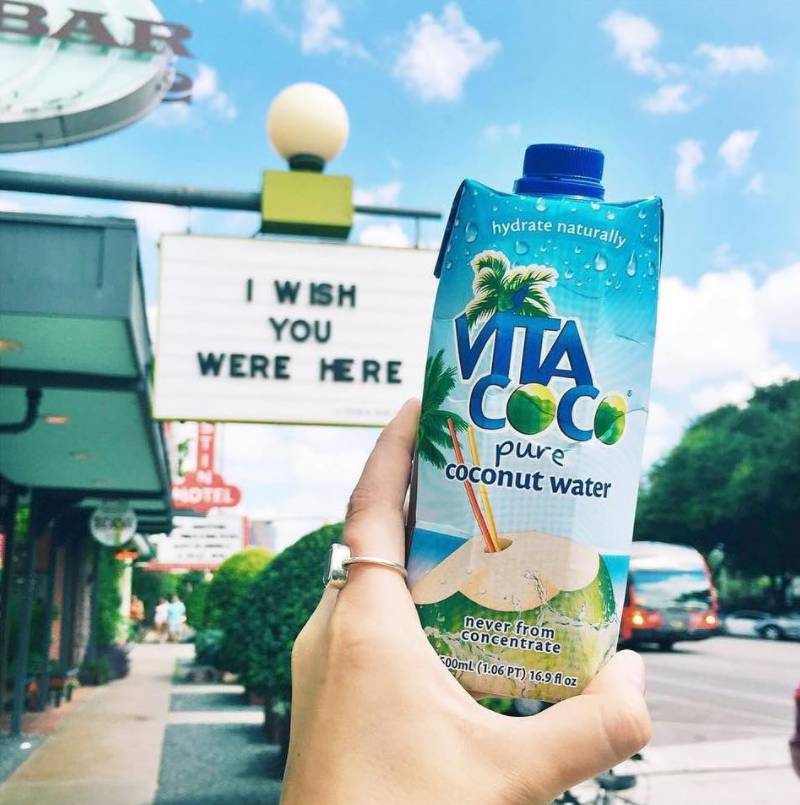 BAR
I WISH
YOU
WERE HERE
TIN
MOTEL
hydrate naturally
VITA
COCO
®
pure
coconut water
never from
concentrate
500mL (1.06 PT) 16.9 fl oz